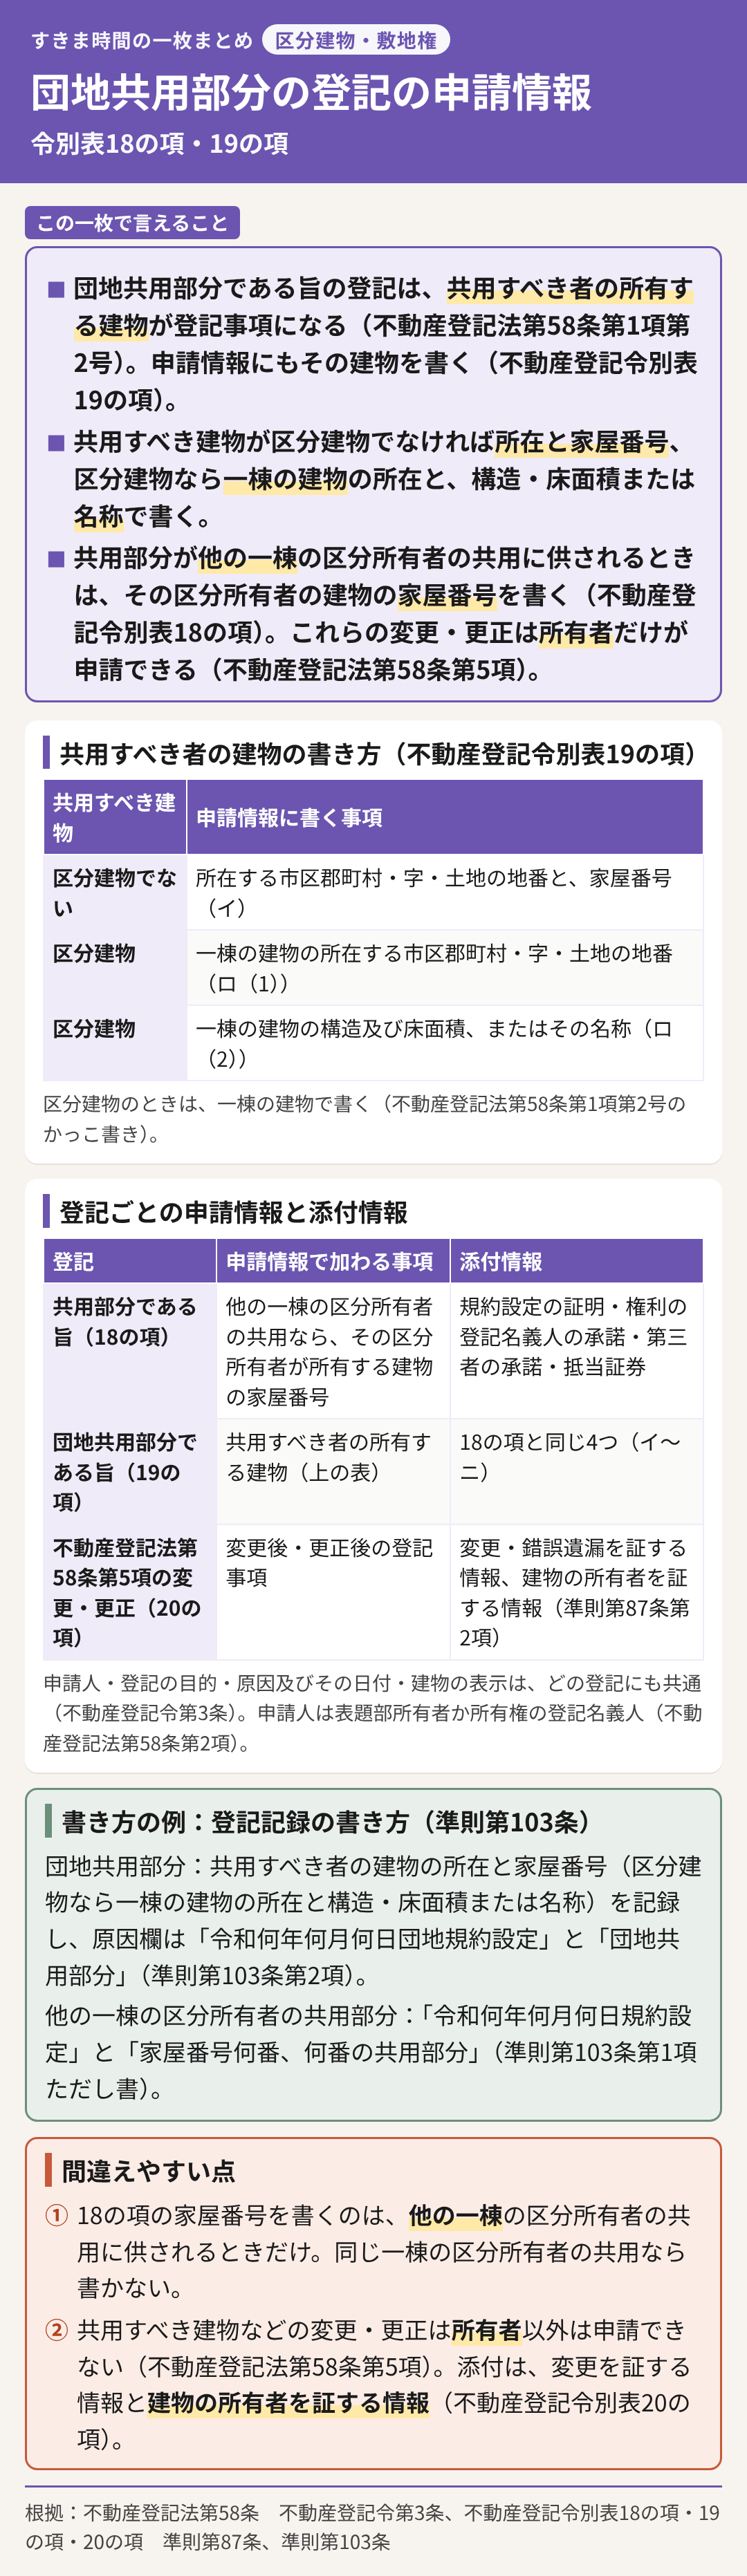 すきま時間の一枚まとめ 区分建物・敷地権
団地共用部分の登記の申請情報
令別表18の項・19の項
この一枚で言えること
■ 団地共用部分である旨の登記は、共用すべき者の所有す
る建物が登記事項になる（不動産登記法第58条第1項第
2号）。申請情報にもその建物を書く（不動産登記令別表
19の項）。
■ 共用すべき建物が区分建物でなければ所在と家屋番号、
区分建物なら一棟の建物の所在と、構造・床面積または
名称で書く。
■ 共用部分が他の一棟の区分所有者の共用に供されるとき
は、その区分所有者の建物の家屋番号を書く（不動産登
記令別表18の項）。これらの変更・更正は所有者だけが
申請できる（不動産登記法第58条第5項）。
共用すべき者の建物の書き方（不動産登記令別表19の項）
共用すべき建
物
申請情報に書く事項
区分建物でな
い
所在する市区郡町村・字・土地の地番と、家屋番号
（イ）
区分建物
一棟の建物の所在する市区郡町村・字・土地の地番
（ロ（1））
区分建物
一棟の建物の構造及び床面積、またはその名称（ロ
（2））
区分建物のときは、一棟の建物で書く（不動産登記法第58条第1項第2号の
かっこ書き）。
登記ごとの申請情報と添付情報
登記
申請情報で加わる事項
添付情報
共用部分である
旨（18の項）
他の一棟の区分所有者
の共用なら、その区分
所有者が所有する建物
の家屋番号
規約設定の証明・権利の
登記名義人の承諾・第三
者の承諾・抵当証券
団地共用部分で
ある旨（19の
項）
共用すべき者の所有す
る建物（上の表）
18の項と同じ4つ（イ～
ニ）
不動産登記法第
58条第5項の変
更・更正（20の
項）
変更後・更正後の登記
事項
変更・錯誤遺漏を証する
情報、建物の所有者を証
する情報（準則第87条第
2項）
申請人・登記の目的・原因及びその日付・建物の表示は、どの登記にも共通
（不動産登記令第3条）。申請人は表題部所有者か所有権の登記名義人（不動
産登記法第58条第2項）。
書き方の例：登記記録の書き方（準則第103条）
団地共用部分：共用すべき者の建物の所在と家屋番号（区分建
物なら一棟の建物の所在と構造・床面積または名称）を記録
し、原因欄は「令和何年何月何日団地規約設定」と「団地共
用部分」（準則第103条第2項）。
他の一棟の区分所有者の共用部分：「令和何年何月何日規約設
定」と「家屋番号何番、何番の共用部分」（準則第103条第1項
ただし書）。
間違えやすい点
① 18の項の家屋番号を書くのは、他の一棟の区分所有者の共
用に供されるときだけ。同じ一棟の区分所有者の共用なら
書かない。
② 共用すべき建物などの変更・更正は所有者以外は申請でき
ない（不動産登記法第58条第5項）。添付は、変更を証する
情報と建物の所有者を証する情報（不動産登記令別表20の
項）。
根拠：不動産登記法第58条　不動産登記令第3条、不動産登記令別表18の項・19
の項・20の項　準則第87条、準則第103条